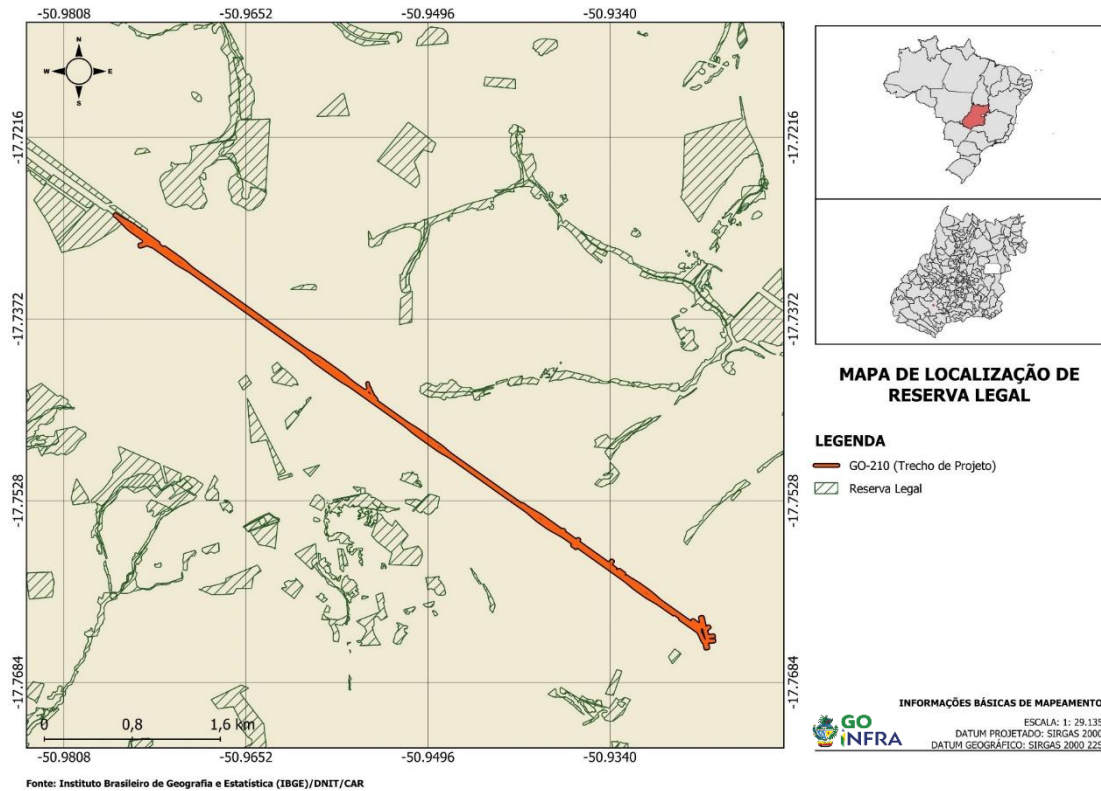 -50.9808 -50.9652 -50.9496 -50.9340
N
W E
S
-17.7216 -17.7216
-17.7372 -17.7372
-17.7528 -17.7528
-17.7684 -17.7684
0 0,8 1,6 km
-50.9808 -50.9652 -50.9496 -50.9340
Fonte: Instituto Brasileiro de Geografia e Estatística (IBGE)/DNIT/CAR
MAPA DE LOCALIZAÇÃO DE
RESERVA LEGAL
LEGENDA
GO-210 (Trecho de Projeto)
Reserva Legal
GO
INFRA
INFORMAÇÕES BÁSICAS DE MAPEAMENTO
ESCALA: 1: 29.135
DATUM PROJETADO: SIRGAS 2000
DATUM GEOGRÁFICO: SIRGAS 2000 22S